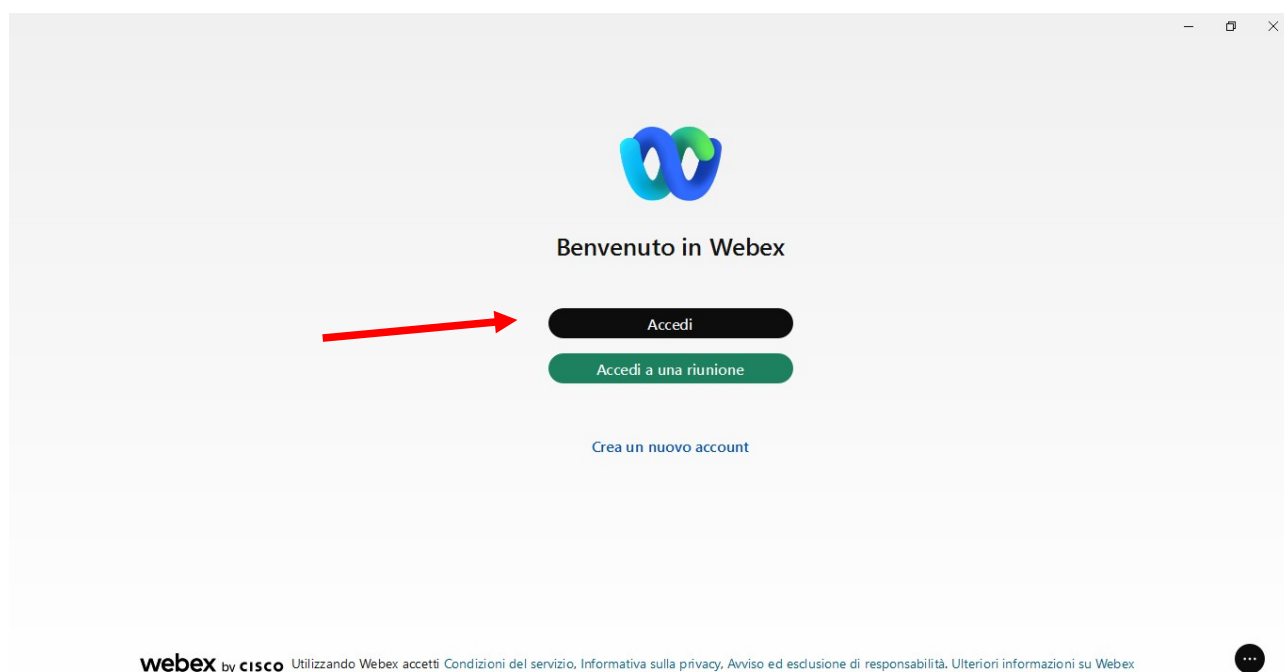 Benvenuto in Webex
Accedi
Accedi a una riunione
Crea un nuovo account
webex by CISCO Utilizzando Webex accetti Condizioni del servizio, Informativa sulla privacy, Avviso ed esclusione di responsabilità. Ulteriori informazioni su Webex